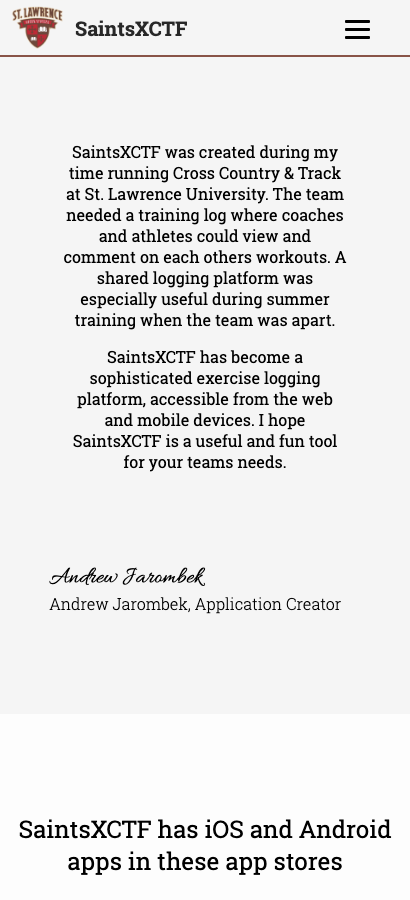 ST. LAWRENCE
SaintsXCTF
SaintsXCTF was created during my
time running Cross Country & Track
at St. Lawrence University. The team
needed a training log where coaches
and athletes could view and
comment on each others workouts. A
shared logging platform was
especially useful during summer
training when the team was apart.
SaintsXCTF has become a
sophisticated exercise logging
platform, accessible from the web
and mobile devices. I hope
SaintsXCTF is a useful and fun tool
for your teams needs.
Andrew Jarombek
Andrew Jarombek, Application Creator
SaintsXCTF has iOS and Android
apps in these app stores